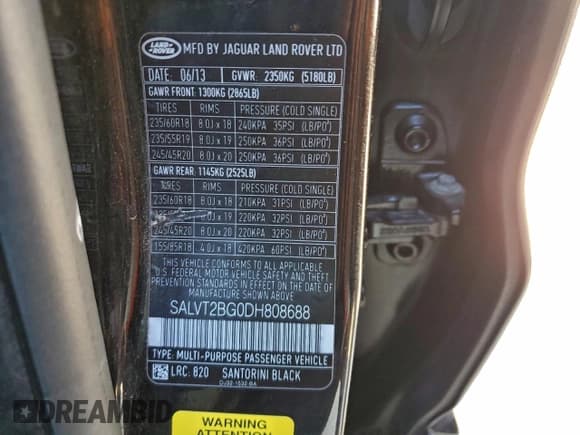 LAND ROVER
MFD BY JAGUAR LAND ROVER LTD
DATE: 06/13 GVWR: 2350KG (5180LB)
GAWR FRONT: 1300KG (2865LB)
TIRES RIMS PRESSURE (COLD SINGLE)
235/60R18 8.0J x 18 240KPA 35PSI (LB/PO²)
235/55R19 8.0J x 19 250KPA 36PSI (LB/PO²)
245/45R20 8.0J x 20 250KPA 36PSI (LB/PO²)
GAWR REAR: 1145KG (2525LB)
TIRES RIMS PRESSURE (COLD SINGLE)
235/60R18 8.0J x 18 210KPA 31PSI (LB/PO²)
x 19 220KPA 32PSI (LB/PO²)
245/45R20 8.0J x 20 220KPA 32PSI (LB/PO²)
155/85R18 4.0J x 18 420KPA 60PSI (LB/PO²)
THIS VEHICLE CONFORMS TO ALL APPLICABLE
U.S. FEDERAL MOTOR VEHICLE SAFETY AND THEFT
PREVENTION STANDARDS IN EFFECT ON THE DATE OF
MANUFACTURE SHOWN ABOVE.
SALVT2BG0DH808688
TYPE: MULTI-PURPOSE PASSENGER VEHICLE
LRC: 820 SANTORINI BLACK
WARNING
ATTENTION
DREAMBID